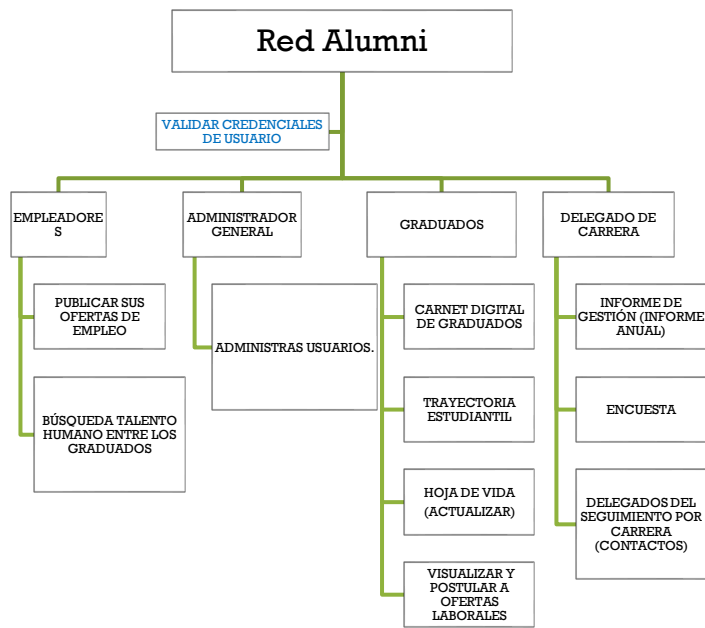 Red Alumni
VALIDAR CREDENCIALES
DE USUARIO
EMPLEADORE
S
ADMINISTRADOR
GENERAL
GRADUADOS
DELEGADO DE
CARRERA
PUBLICAR SUS
OFERTAS DE
EMPLEO
BÚSQUEDA TALENTO
HUMANO ENTRE LOS
GRADUADOS
ADMINISTRAS USUARIOS.
CARNET DIGITAL
DE GRADUADOS
TRAYECTORIA
ESTUDIANTIL
HOJA DE VIDA
(ACTUALIZAR)
VISUALIZAR Y
POSTULAR A
OFERTAS
LABORALES
INFORME DE
GESTIÓN (INFORME
ANUAL)
ENCUESTA
DELEGADOS DEL
SEGUIMIENTO POR
CARRERA
(CONTACTOS)